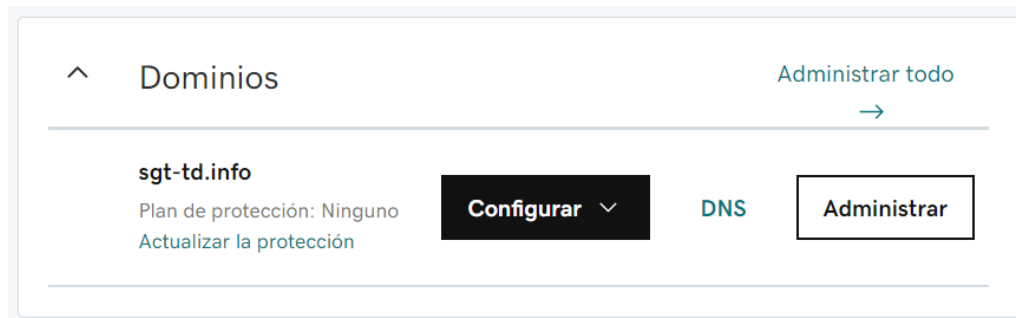 Dominios
Administrar todo
→
sgt-td.info
Plan de protección: Ninguno
Actualizar la protección
Configurar
DNS
Administrar